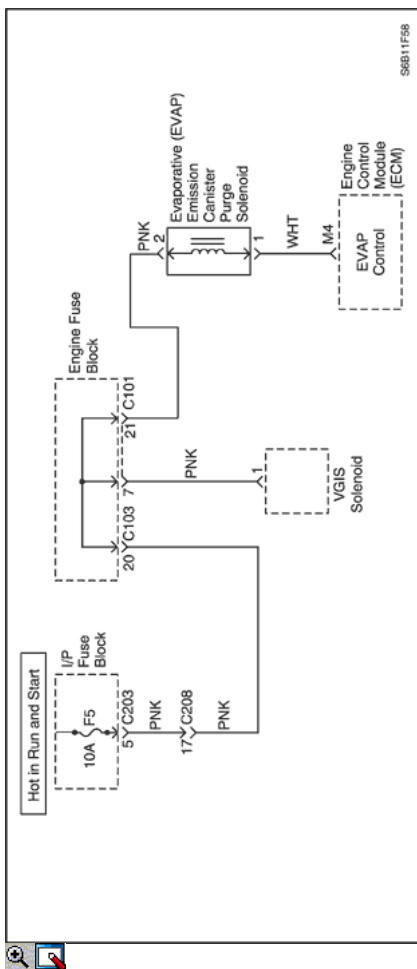 Hot in Run and Start
I/P
Fuse
Block
10A
F5
5
C203
PNK
17
C208
PNK
Engine Fuse
Block
20
C103
7
21
C101
PNK
1
VGIS
Solenoid
PNK
2
Evaporative (EVAP)
Emission
Canister
Purge
Solenoid
1
WHT
M4
EVAP
Control
Engine
Control
Module
(ECM)
S6B11F58